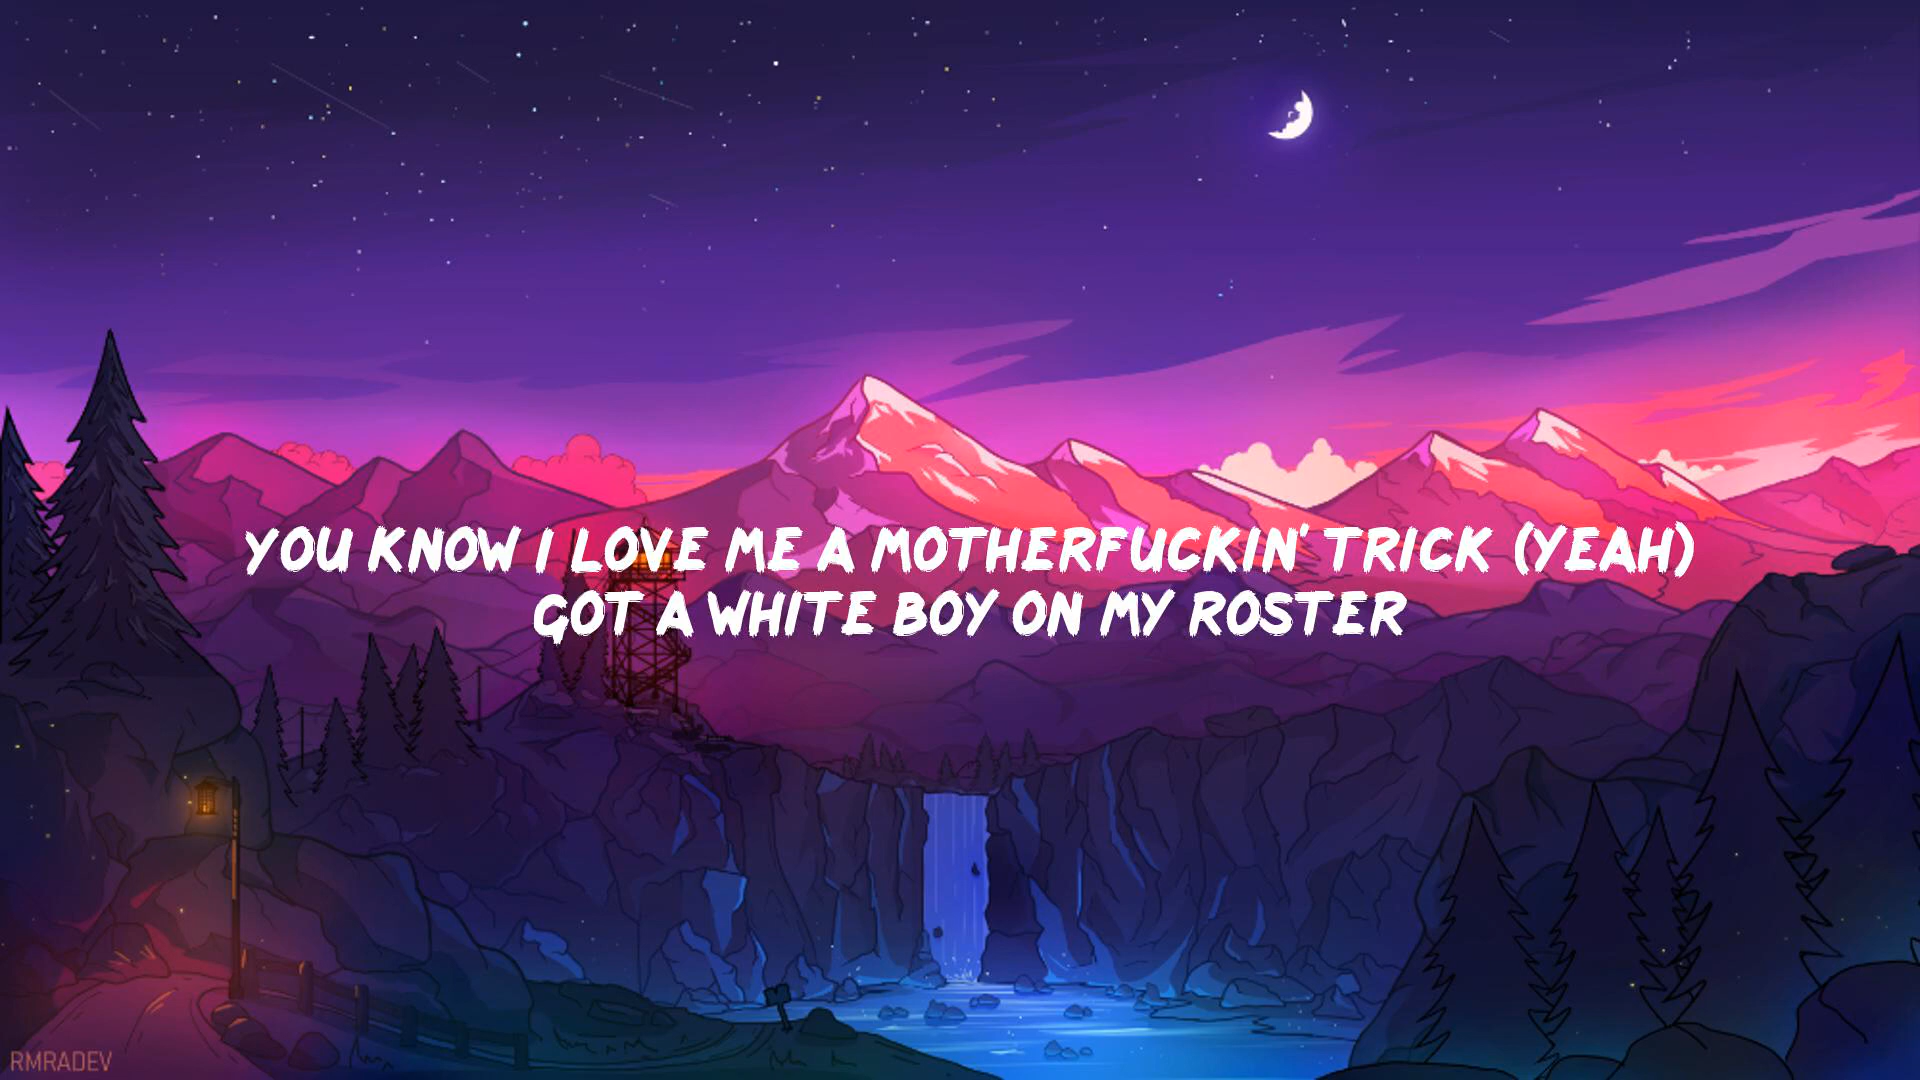 YOU KNOW I LOVE ME A MOTHERFUCKIN' TRICK (YEAH)
GOT A WHITE BOY ON MY ROSTER
RMRADEV